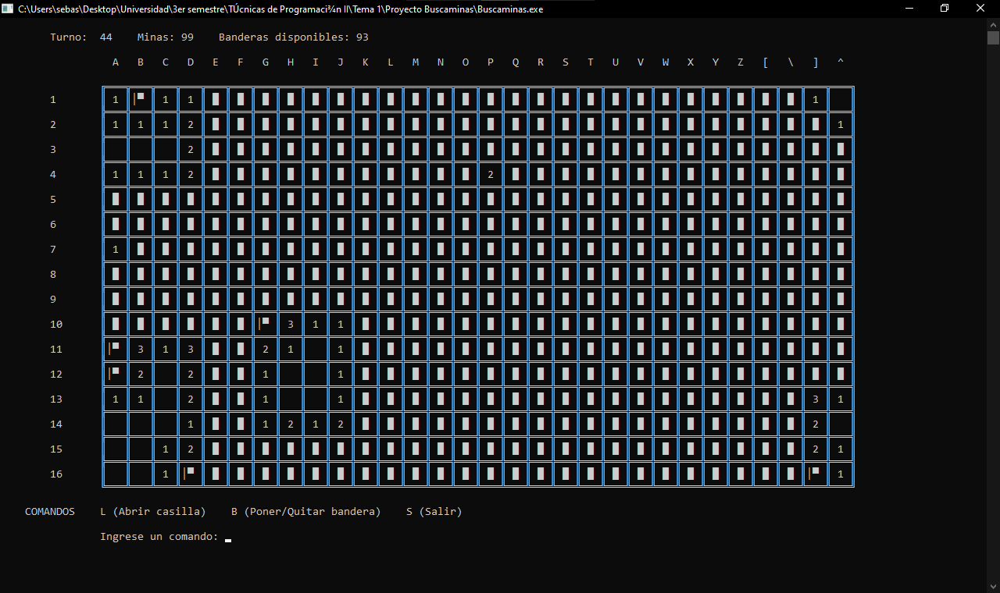 C:\Users\sebas\Desktop\Universidad\3er semestre\TÚcnicas de Programaci¾n II\Tema 1\Proyecto Buscaminas\Buscaminas.exe
Turno: 44 Minas: 99 Banderas disponibles: 93
A B C D E F G H I J K L M N O P Q R S T U V W X Y Z [ \ ] ^
1 1 1 1 1
2 1 1 1 2 1
3 2
4 1 1 1 2 2
5
6
7 1
8
9
10 3 1 1
11 3 1 3 2 1 1
12 2 2 1 1
13 1 1 2 1 1 3 1
14 1 1 2 1 2 2
15 1 2 2 1
16 1 1
COMANDOS L (Abrir casilla) B (Poner/Quitar bandera) S (Salir)
Ingrese un comando: